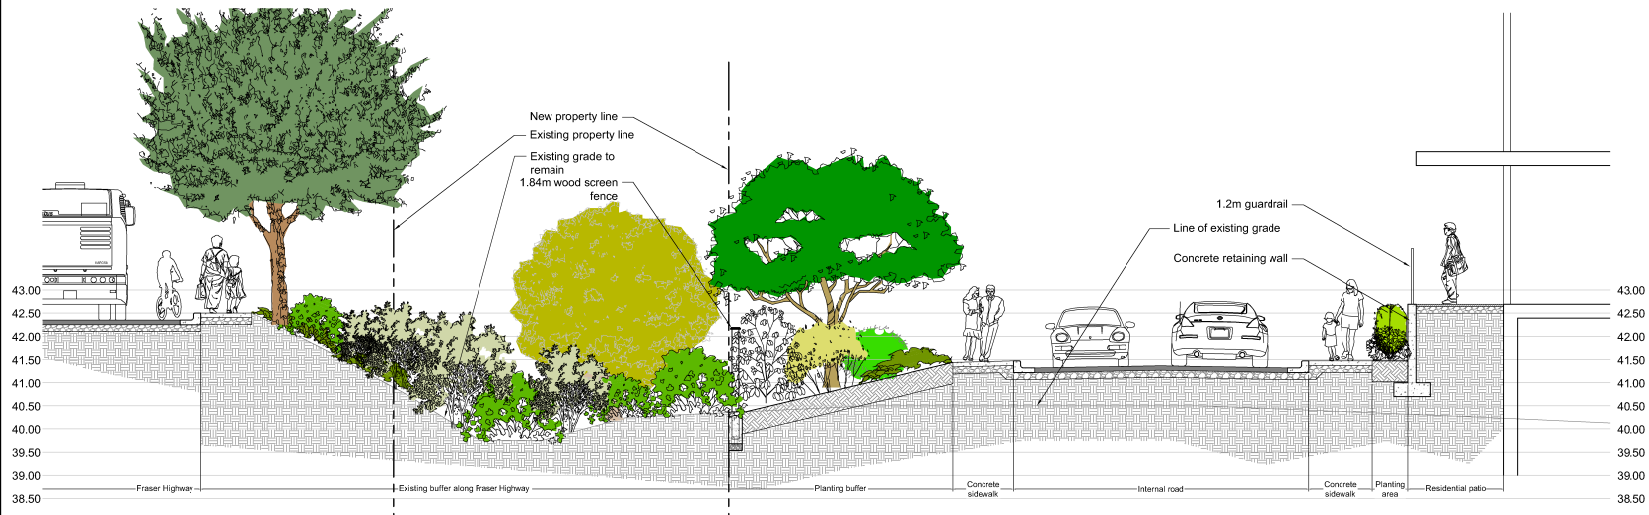 New property line
Existing property line
Existing grade to
remain
1.84m wood screen
fence
1.2m guardrail
Line of existing grade
Concrete retaining wall
43.00
42.50
42.00
41.50
41.00
40.50
40.00
39.50
39.00
38.50
43.00
42.50
42.00
41.50
41.00
40.50
40.00
39.50
39.00
38.50
Fraser Highway
Existing buffer along Fraser Highway
Planting buffer
Concrete
sidewalk
Internal road
Concrete
sidewalk
Planting
area
Residential patio